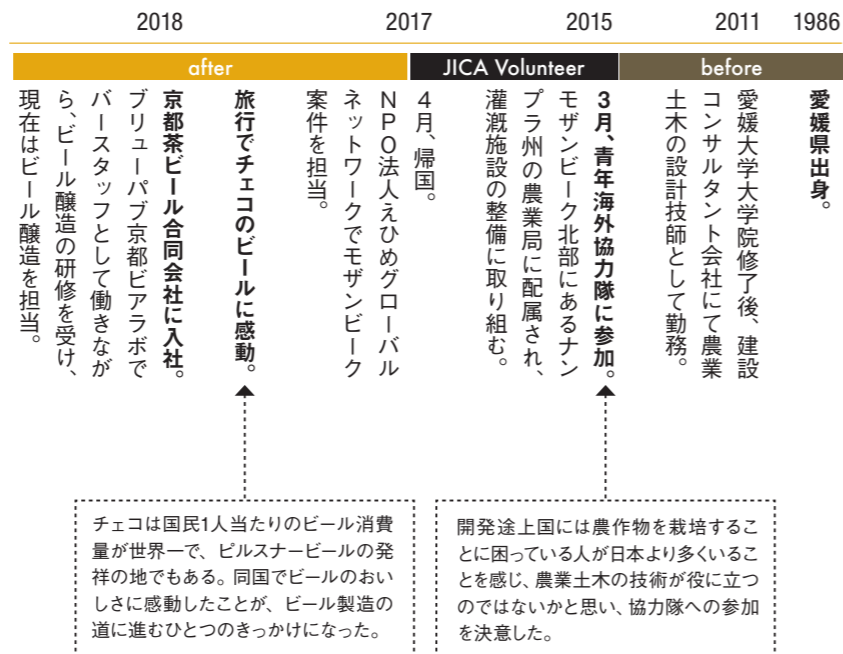 1986
愛媛県出身。
2011
愛媛大学大学院修了後、建設
コンサルタント会社にて農業
土木の設計技師として勤務。
before
2015
3月、青年海外協力隊に参加。
モザンビーク北部にあるナン
プラ州の農業局に配属され、
灌漑施設の整備に取り組む。
JICA Volunteer
2017
4月、帰国。
NPO法人えひめグローバル
ネットワークでモザンビーク
案件を担当。
after
旅行でチェコのビールに感動。
2018
京都茶ビール合同会社に入社。
ブリューパブ京都ビアラボで
バースタッフとして働きなが
ら、ビール醸造の研修を受け、
現在はビール醸造を担当。
開発途上国には農作物を栽培するこ
とに困っている人が日本より多くいるこ
とを感じ、農業土木の技術が役に立つ
のではないかと思い、協力隊への参加
を決意した。
チェコは国民1人当たりのビール消費
量が世界一で、ピルスナービールの発
祥の地でもある。同国でビールのおい
しさに感動したことが、ビール製造の
道に進むひとつのきっかけになった。